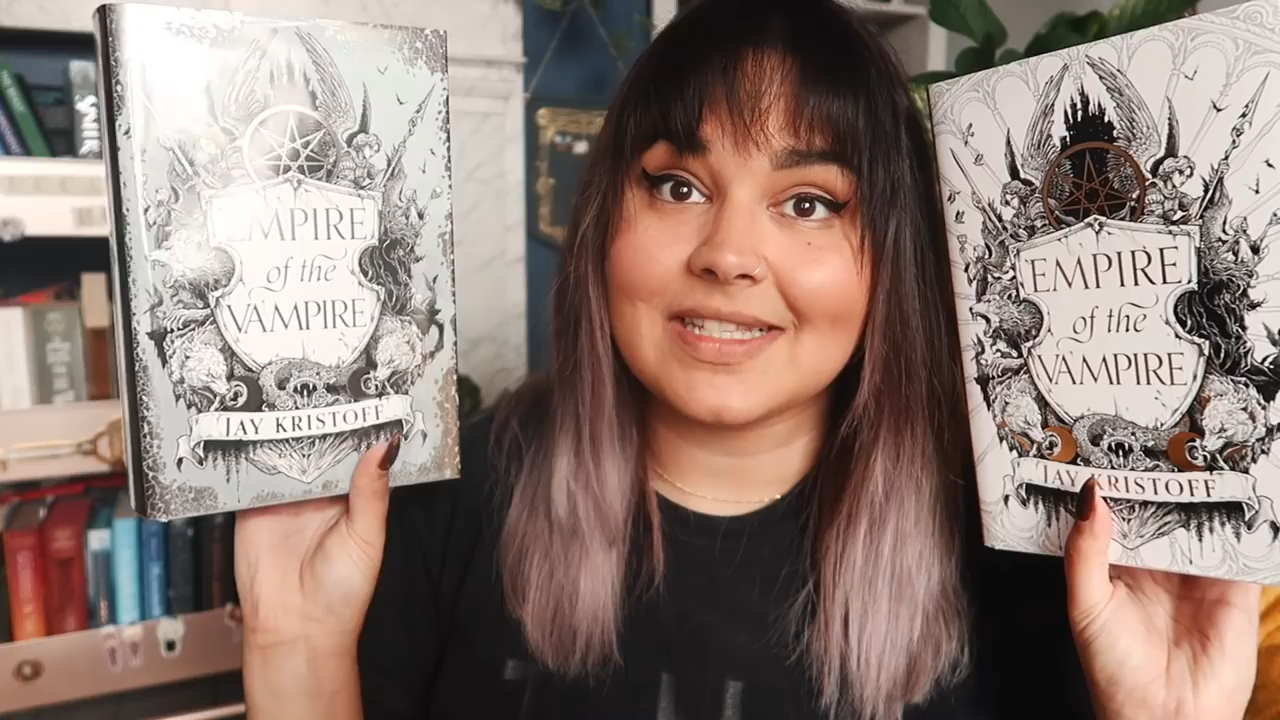 EMPIRE
of the
VAMPIRE
JAY KRISTOFF
EMPIRE
of the
VAMPIRE
JAY KRISTOFF